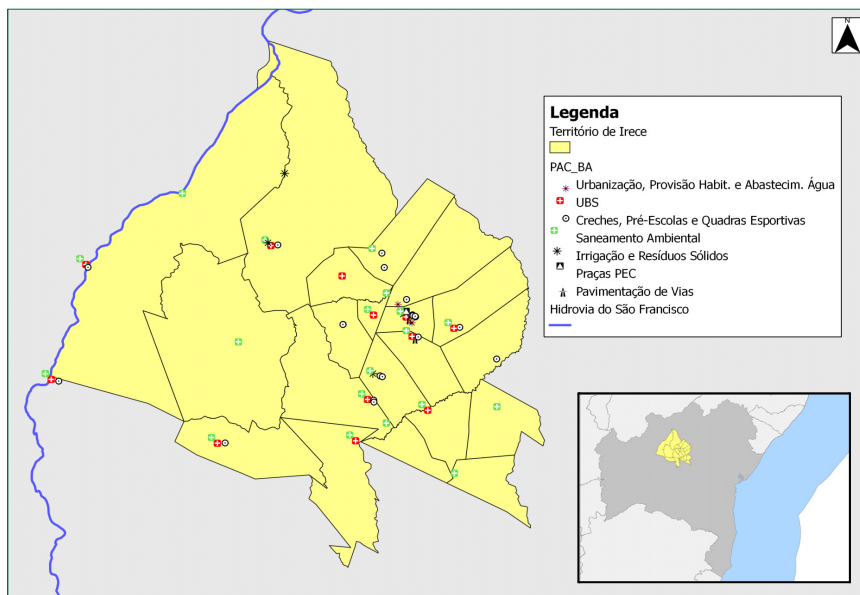 N
Legenda
Território de Irece
PAC_BA
Urbanização, Provisão Habit. e Abastecim. Água
UBS
Creches, Pré-Escolas e Quadras Esportivas
Saneamento Ambiental
Irrigação e Resíduos Sólidos
Praças PEC
Pavimentação de Vias
Hidrovia do São Francisco